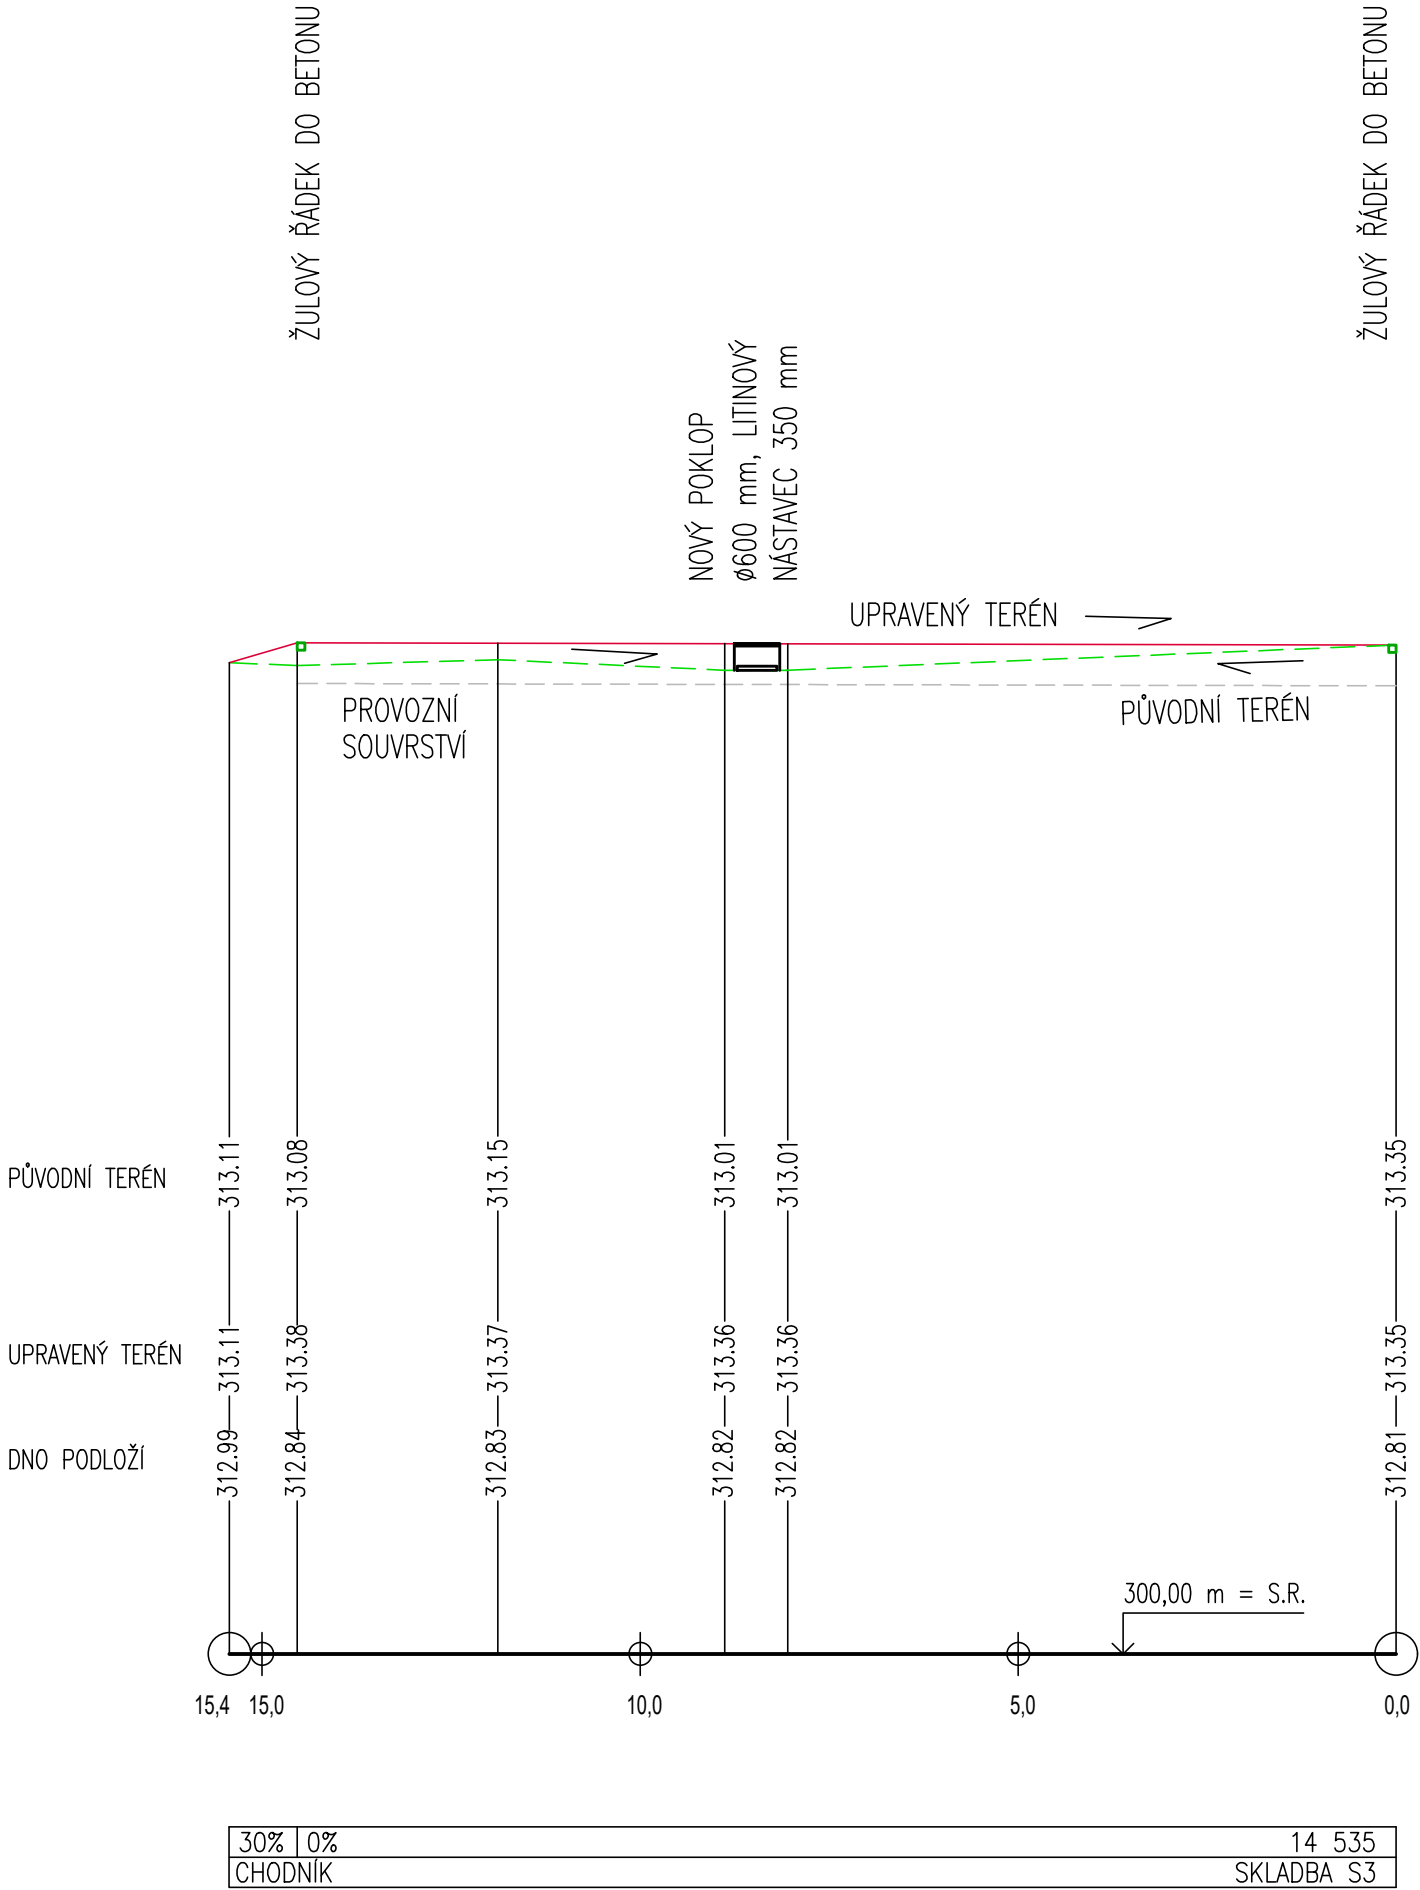 ŽULOVÝ ŘÁDEK DO BETONU
ŽULOVÝ ŘÁDEK DO BETONU
NOVÝ POKLOP
ø600 mm, LITINOVÝ
NÁSTAVEC 350 mm
UPRAVENÝ TERÉN
PROVOZNÍ
SOUVRSTVÍ
PŮVODNÍ TERÉN
PŮVODNÍ TERÉN 313.11 313.08 313.15 313.01 313.01 313.35
UPRAVENÝ TERÉN 313.11 313.38 313.37 313.36 313.36 313.35
DNO PODLOŽÍ 312.99 312.84 312.83 312.82 312.82 312.81
300,00 m = S.R.
15,4 15,0 10,0 5,0 0,0
30% 0% 14 535
CHODNÍK SKLADBA S3